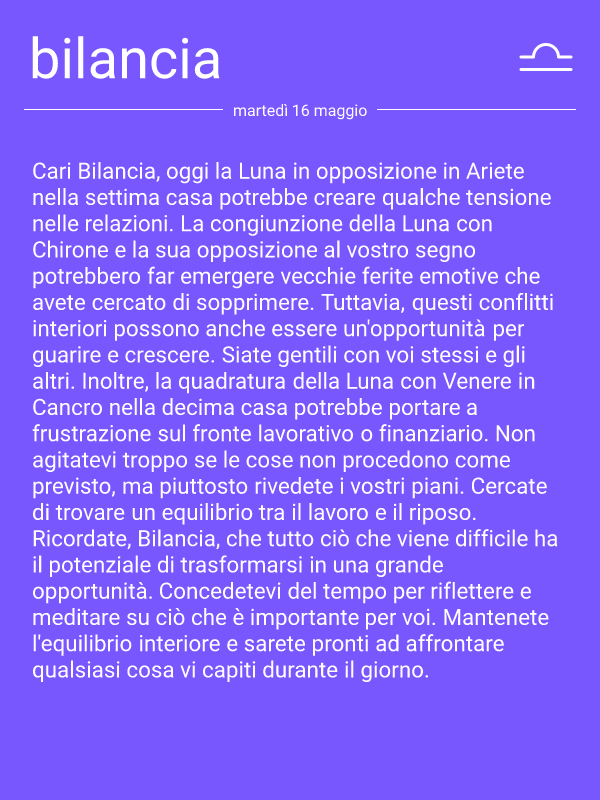 bilancia
martedì 16 maggio
Cari Bilancia, oggi la Luna in opposizione in Ariete
nella settima casa potrebbe creare qualche tensione
nelle relazioni. La congiunzione della Luna con
Chirone e la sua opposizione al vostro segno
potrebbero far emergere vecchie ferite emotive che
avete cercato di sopprimere. Tuttavia, questi conflitti
interiori possono anche essere un'opportunità per
guarire e crescere. Siate gentili con voi stessi e gli
altri. Inoltre, la quadratura della Luna con Venere in
Cancro nella decima casa potrebbe portare a
frustrazione sul fronte lavorativo o finanziario. Non
agitatevi troppo se le cose non procedono come
previsto, ma piuttosto rivedete i vostri piani. Cercate
di trovare un equilibrio tra il lavoro e il riposo.
Ricordate, Bilancia, che tutto ciò che viene difficile ha
il potenziale di trasformarsi in una grande
opportunità. Concedetevi del tempo per riflettere e
meditare su ciò che è importante per voi. Mantenete
l'equilibrio interiore e sarete pronti ad affrontare
qualsiasi cosa vi capiti durante il giorno.